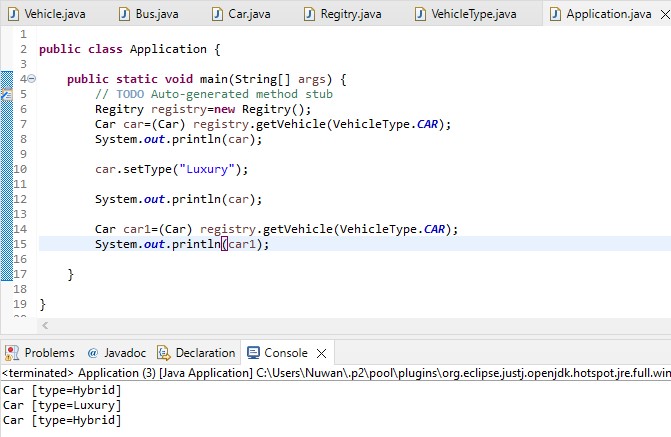 Vehicle.java Bus.java Car.java Regitry.java VehicleType.java Application.java
1
2 public class Application {
3
4 public static void main(String[] args) {
5 // TODO Auto-generated method stub
6 Regitry registry=new Regitry();
7 Car car=(Car) registry.getVehicle(VehicleType.CAR);
8 System.out.println(car);
9
10 car.setType("Luxury");
11
12 System.out.println(car);
13
14 Car car1=(Car) registry.getVehicle(VehicleType.CAR);
15 System.out.println(car1);
16
17 }
18
19 }
20
Problems @ Javadoc Declaration Console
<terminated> Application (3) [Java Application] C:\Users\Nuwan\.p2\pool\plugins\org.eclipse.justj.openjdk.hotspot.jre.full.win
Car [type=Hybrid]
Car [type=Luxury]
Car [type=Hybrid]